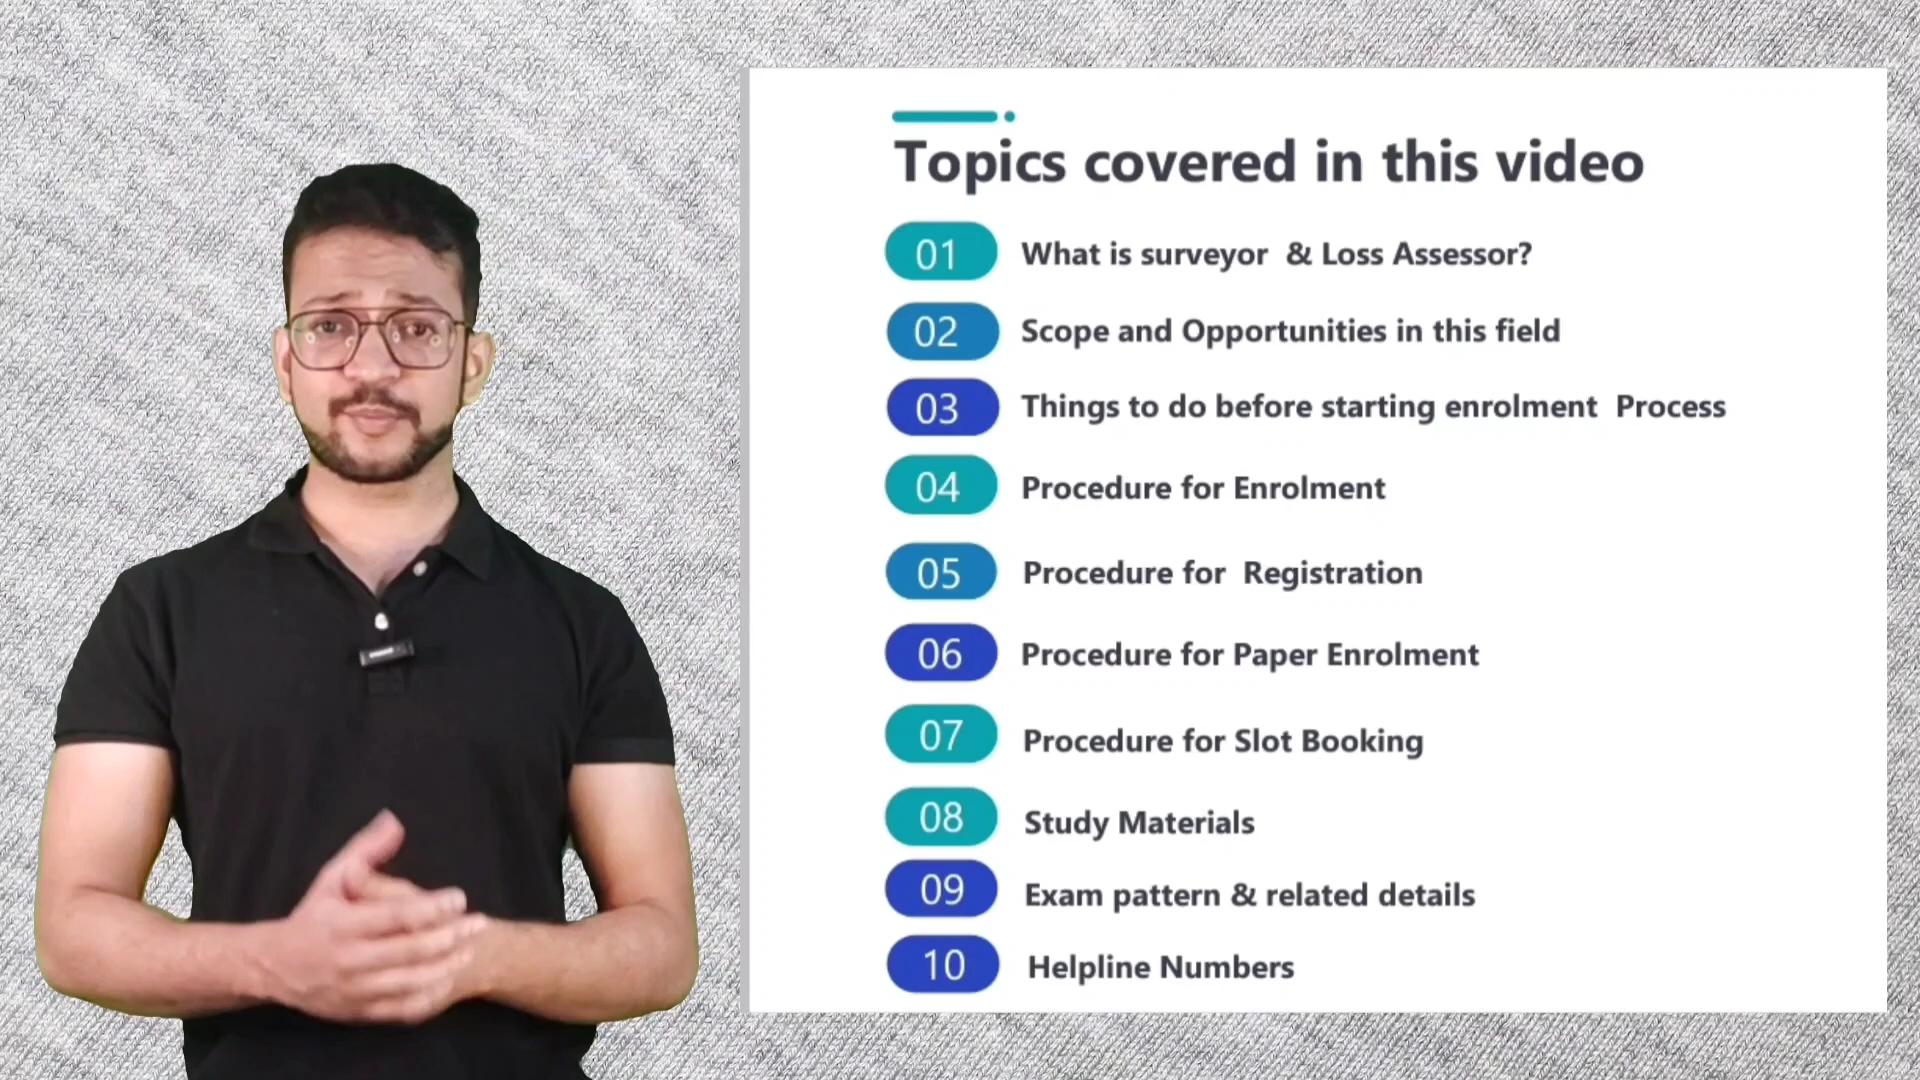 Topics covered in this video
01 What is surveyor & Loss Assessor?
02 Scope and Opportunities in this field
03 Things to do before starting enrolment Process
04 Procedure for Enrolment
05 Procedure for Registration
06 Procedure for Paper Enrolment
07 Procedure for Slot Booking
08 Study Materials
09 Exam pattern & related details
10 Helpline Numbers